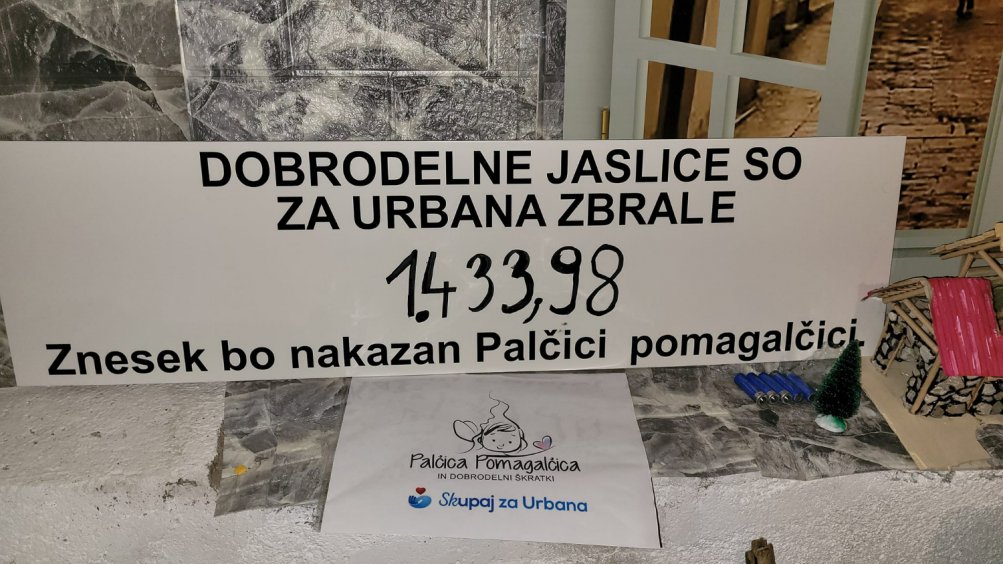 DOBRODELNE JASLICE SO
ZA URBANA ZBRALE
1.433,98
Znesek bo nakazan Palčici pomagalčici.
Palčica Pomagalčica
IN DOBRODELNI ŠKRATKI
Skupaj za Urbana